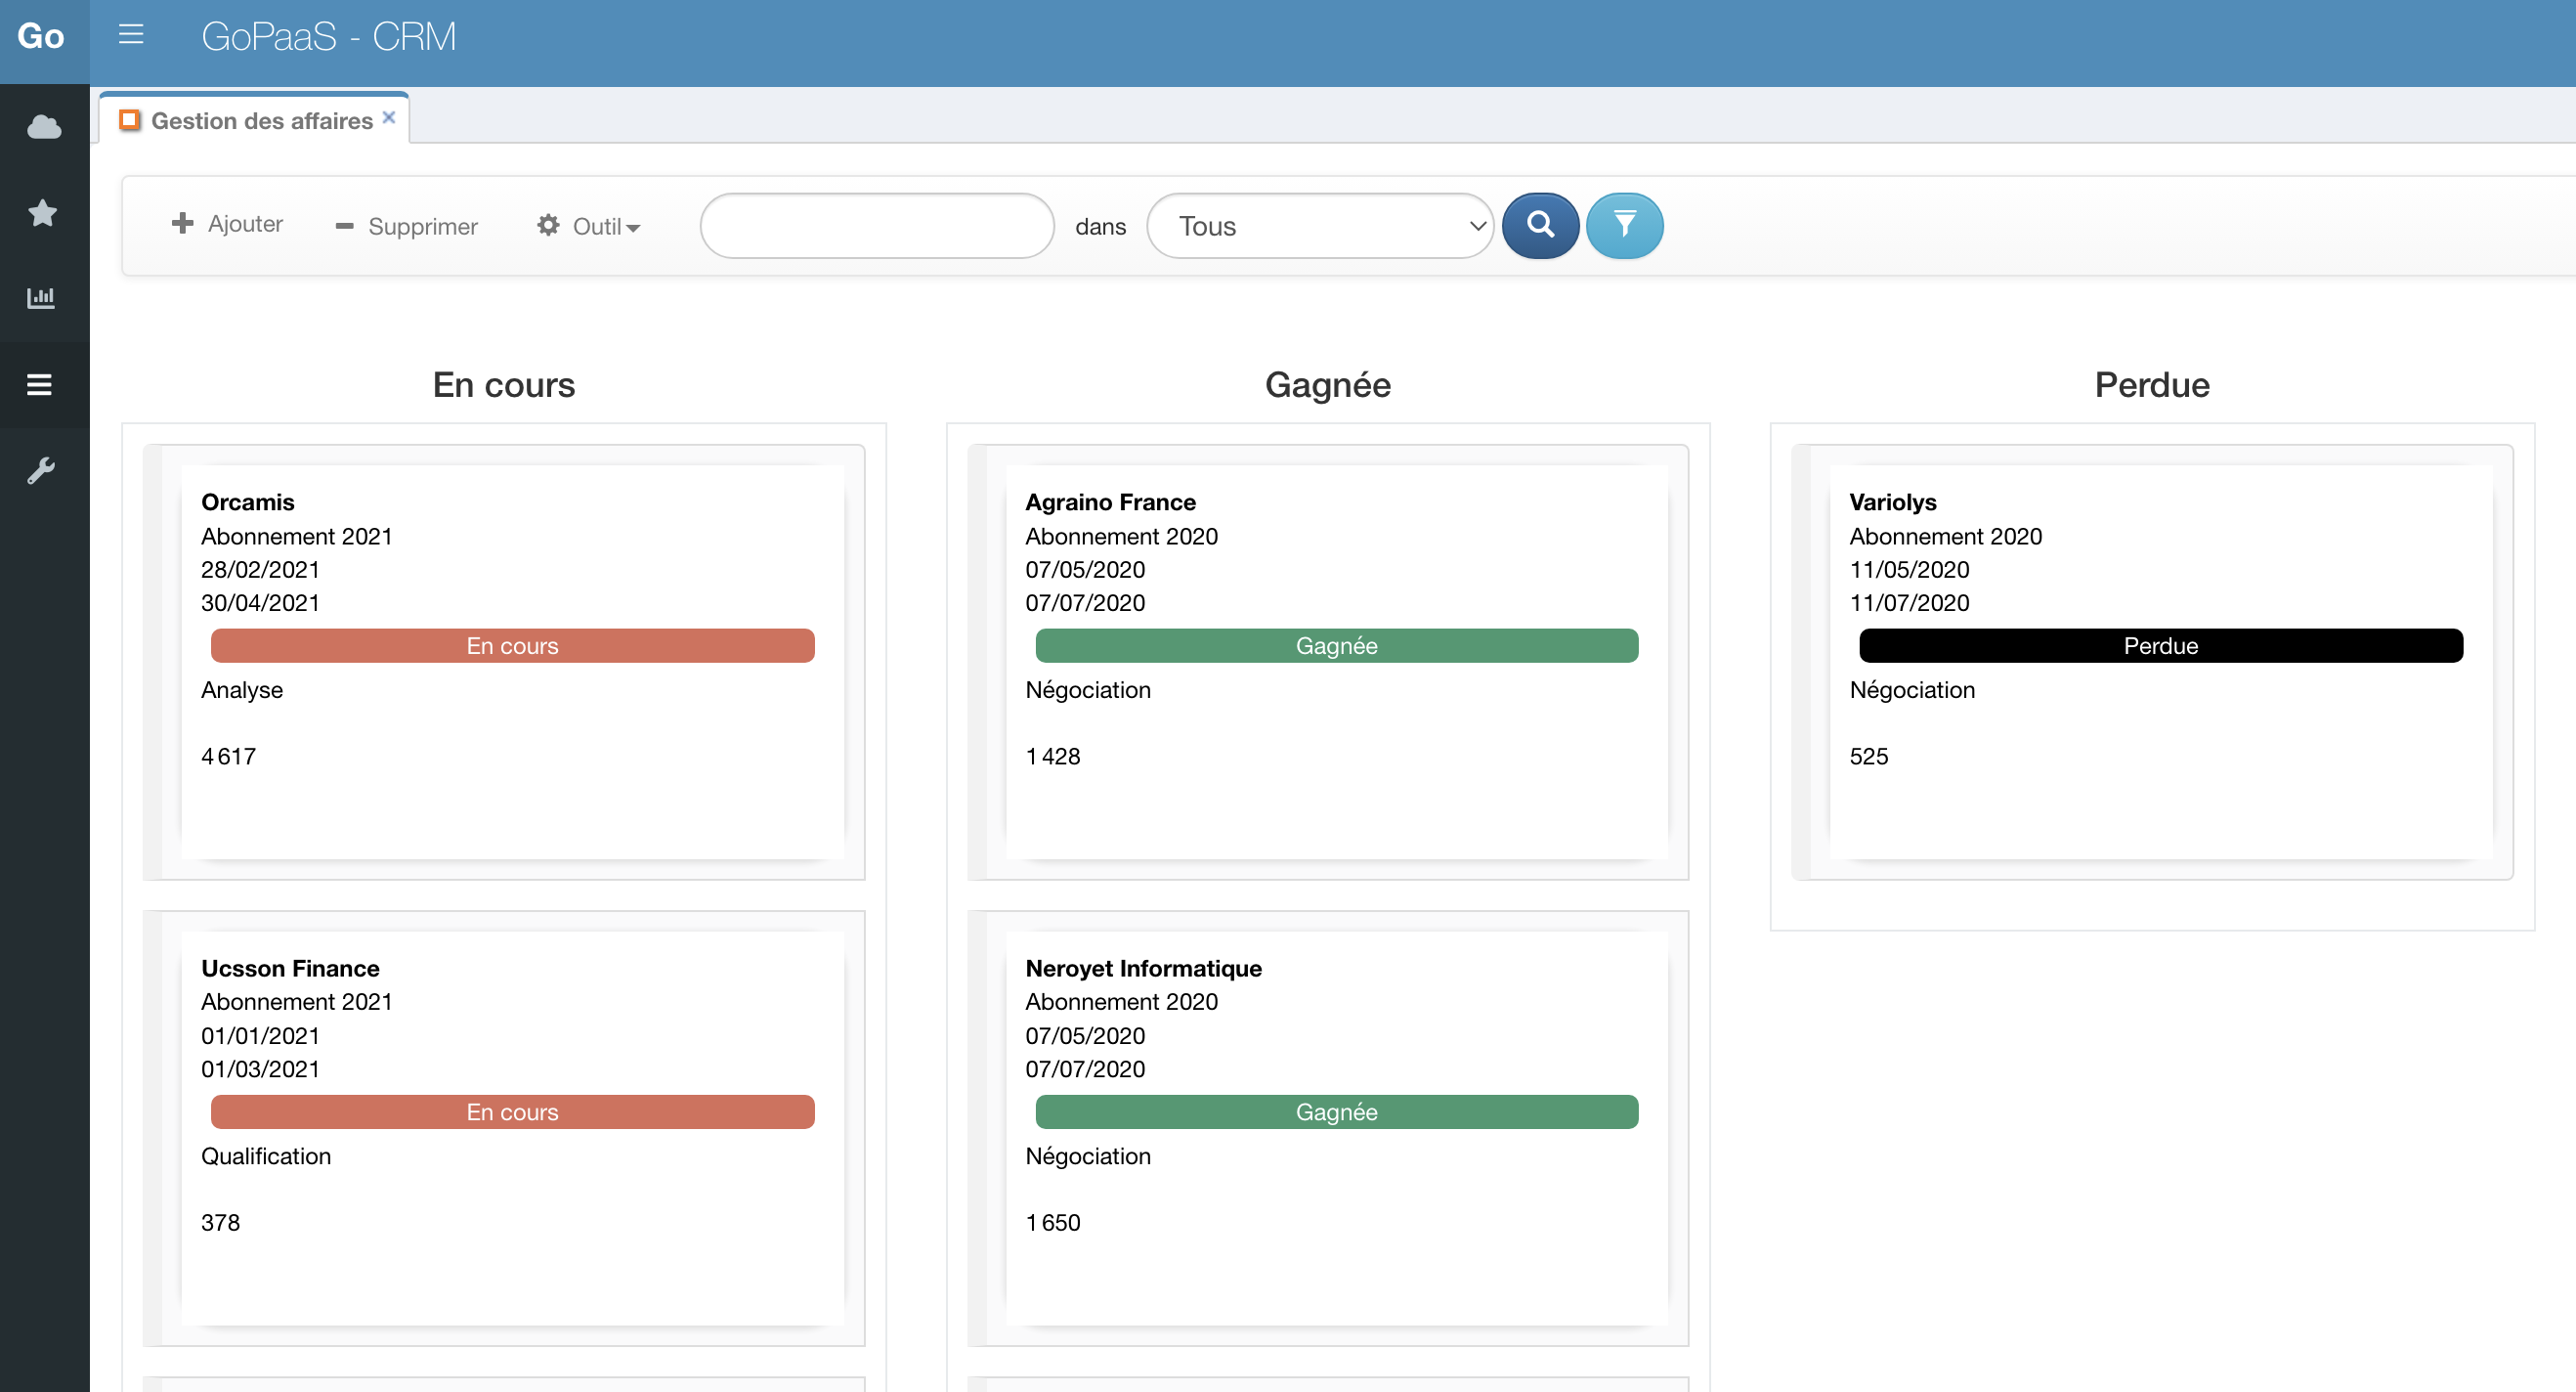 Go
GoPaaS - CRM
Gestion des affaires
Ajouter
Supprimer
Outil
dans
Tous
En cours
Orcamis
Abonnement 2021
28/02/2021
30/04/2021
En cours
Analyse
4 617
Ucsson Finance
Abonnement 2021
01/01/2021
01/03/2021
En cours
Qualification
378
Gagnée
Agraino France
Abonnement 2020
07/05/2020
07/07/2020
Gagnée
Négociation
1 428
Neroyet Informatique
Abonnement 2020
07/05/2020
07/07/2020
Gagnée
Négociation
1 650
Perdue
Variolys
Abonnement 2020
11/05/2020
11/07/2020
Perdue
Négociation
525